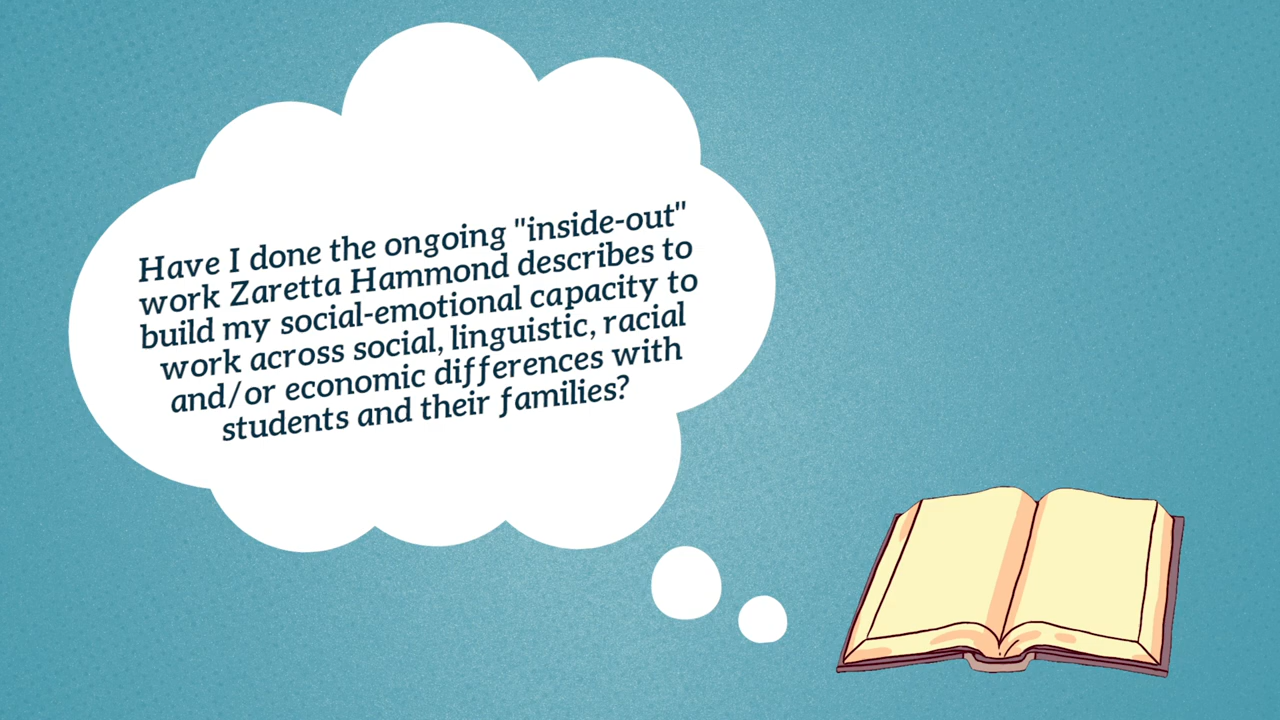 Have I done the ongoing "inside-out"
work Zaretta Hammond describes to
build my social-emotional capacity to
work across social, linguistic, racial
and/or economic differences with
students and their families?